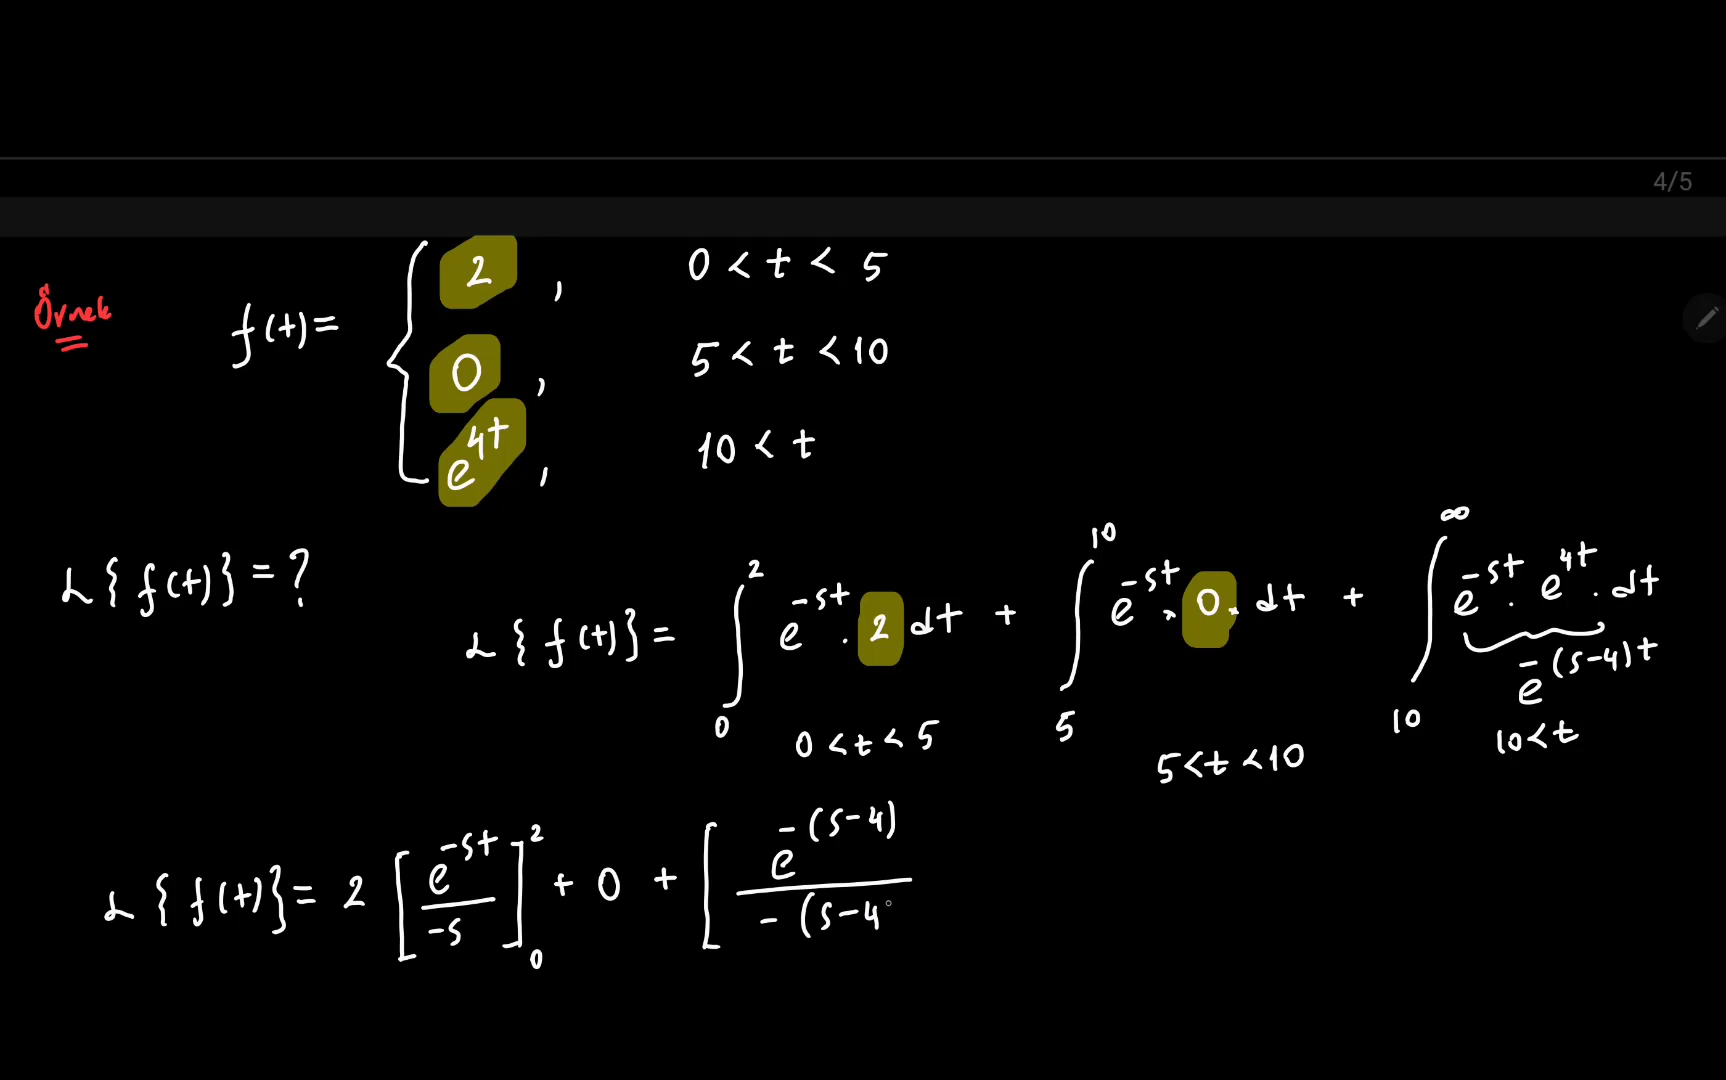 4/5
Örnek f(t) = { 2 , 0 < t < 5
0 , 5 < t < 10
e^{4t} , 10 < t
L{f(t)} = ?
L{f(t)} = ∫_0^2 e^{-st} . 2 dt + ∫_5^{10} e^{-st} . 0 . dt + ∫_{10}^∞ e^{-st} . e^{4t} . dt
e^{-(s-4)t}
0 < t < 5 5 < t < 10 10 < t
L{f(t)} = 2 [ e^{-st} / -s ]_0^2 + 0 + [ e^{-(s-4)} / -(s-4